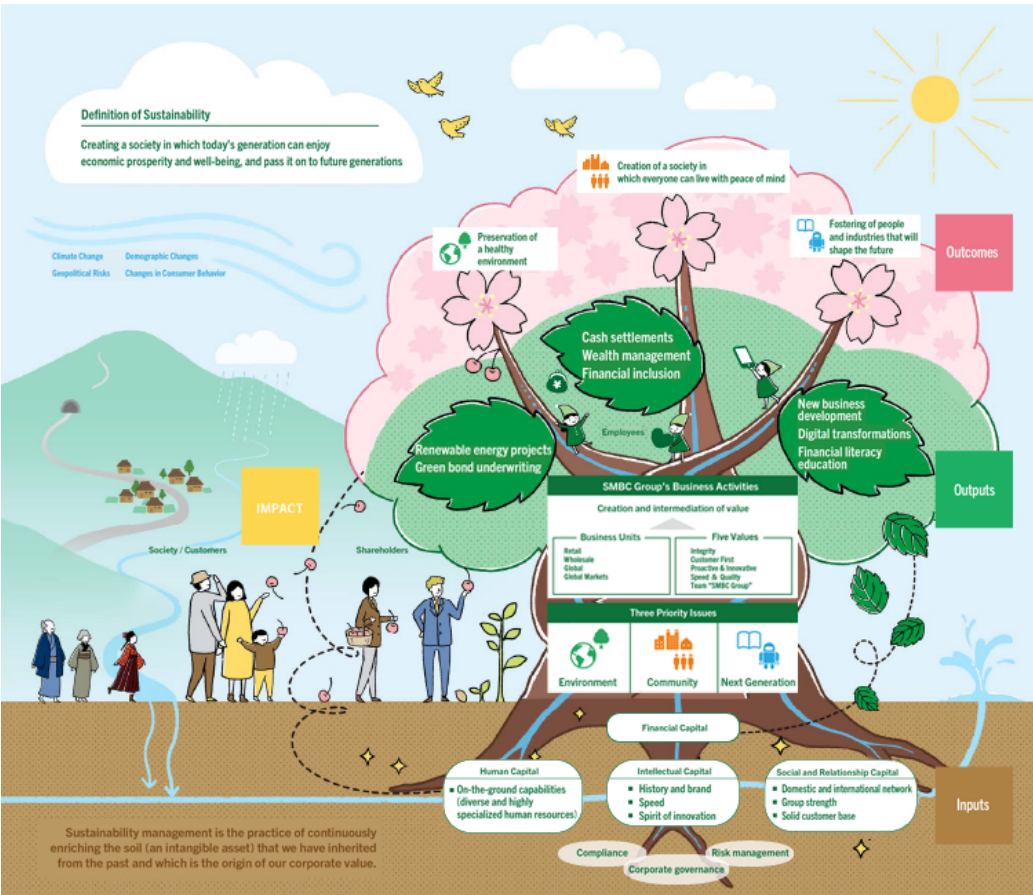 Definition of Sustainability
Creating a society in which today's generation can enjoy
economic prosperity and well-being, and pass it on to future generations
Creation of a society in
which everyone can live with peace of mind
Preservation of
a healthy
environment
Fostering of people
and industries that will
shape the future
Outcomes
Climate Change
Demographic Changes
Geopolitical Risks
Changes in Consumer Behavior
Cash settlements
Wealth management
Financial inclusion
¥
Employees
New business
development
Digital transformations
Financial literacy
education
Renewable energy projects
Green bond underwriting
Outputs
IMPACT
SMBC Group's Business Activities
Creation and intermediation of value
Business Units
Retail
Wholesale
Global
Global Markets
Five Values
Integrity
Customer First
Proactive & Innovative
Speed & Quality
Team "SMBC Group"
Society / Customers
Shareholders
Three Priority Issues
Environment
Community
Next Generation
Financial Capital
Human Capital
▪ On-the-ground capabilities
(diverse and highly
specialized human resources)
Intellectual Capital
▪ History and brand
▪ Speed
▪ Spirit of innovation
Social and Relationship Capital
▪ Domestic and international network
▪ Group strength
▪ Solid customer base
Inputs
Sustainability management is the practice of continuously
enriching the soil (an intangible asset) that we have inherited
from the past and which is the origin of our corporate value.
Compliance
Risk management
Corporate governance